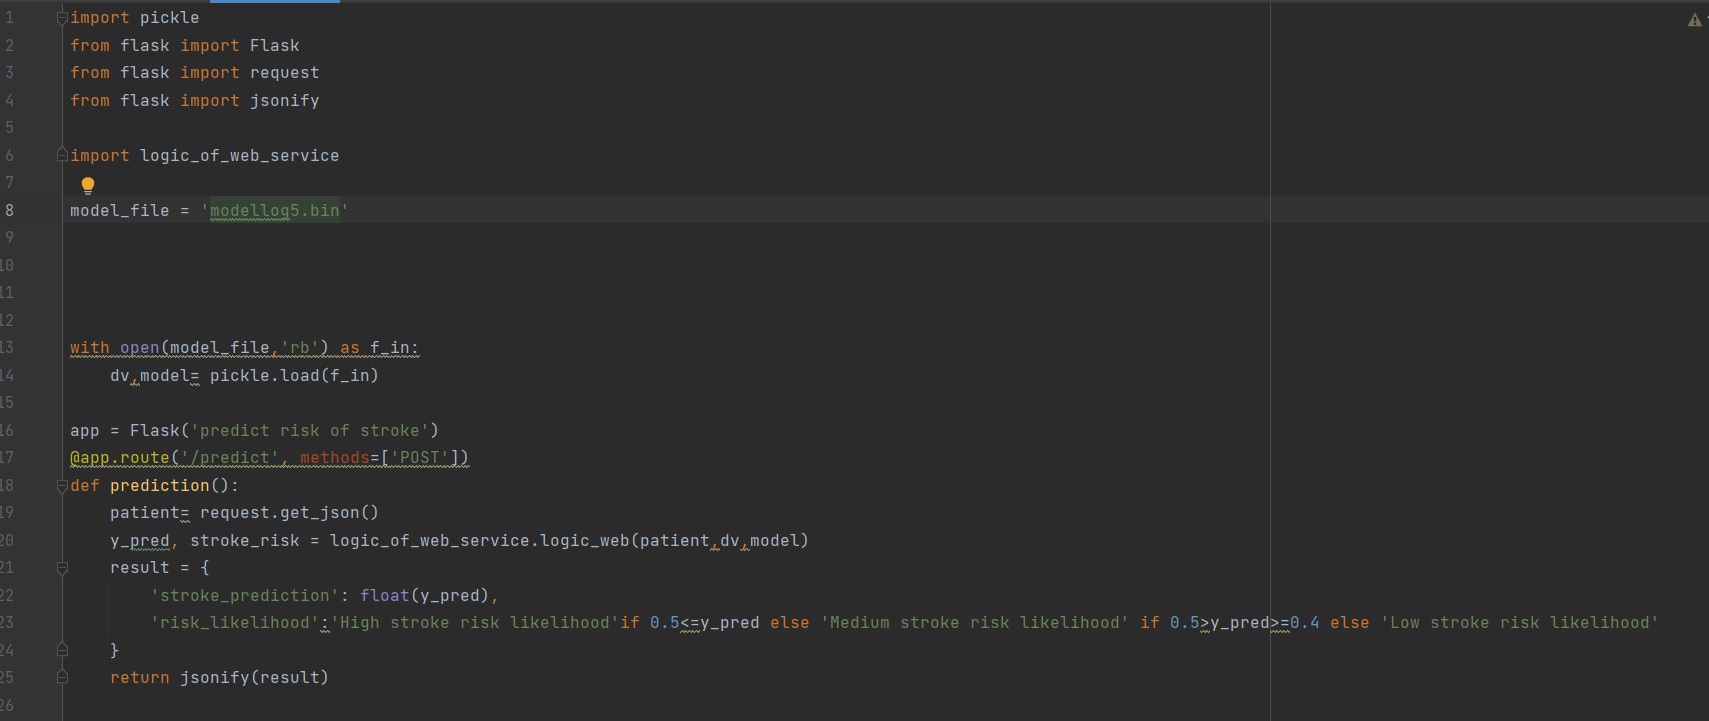 1 import pickle
2 from flask import Flask
3 from flask import request
4 from flask import jsonify
5
6 import logic_of_web_service
7
8 model_file = 'modellog5.bin'
9
10
11
12
13 with open(model_file,'rb') as f_in:
14     dv,model= pickle.load(f_in)
15
16 app = Flask('predict risk of stroke')
17 @app.route('/predict', methods=['POST'])
18 def prediction():
19     patient= request.get_json()
20     y_pred, stroke_risk = logic_of_web_service.logic_web(patient,dv,model)
21     result = {
22         'stroke_prediction': float(y_pred),
23         'risk_likelihood':'High stroke risk likelihood'if 0.5<=y_pred else 'Medium stroke risk likelihood' if 0.5>y_pred>=0.4 else 'Low stroke risk likelihood'
24     }
25     return jsonify(result)
26